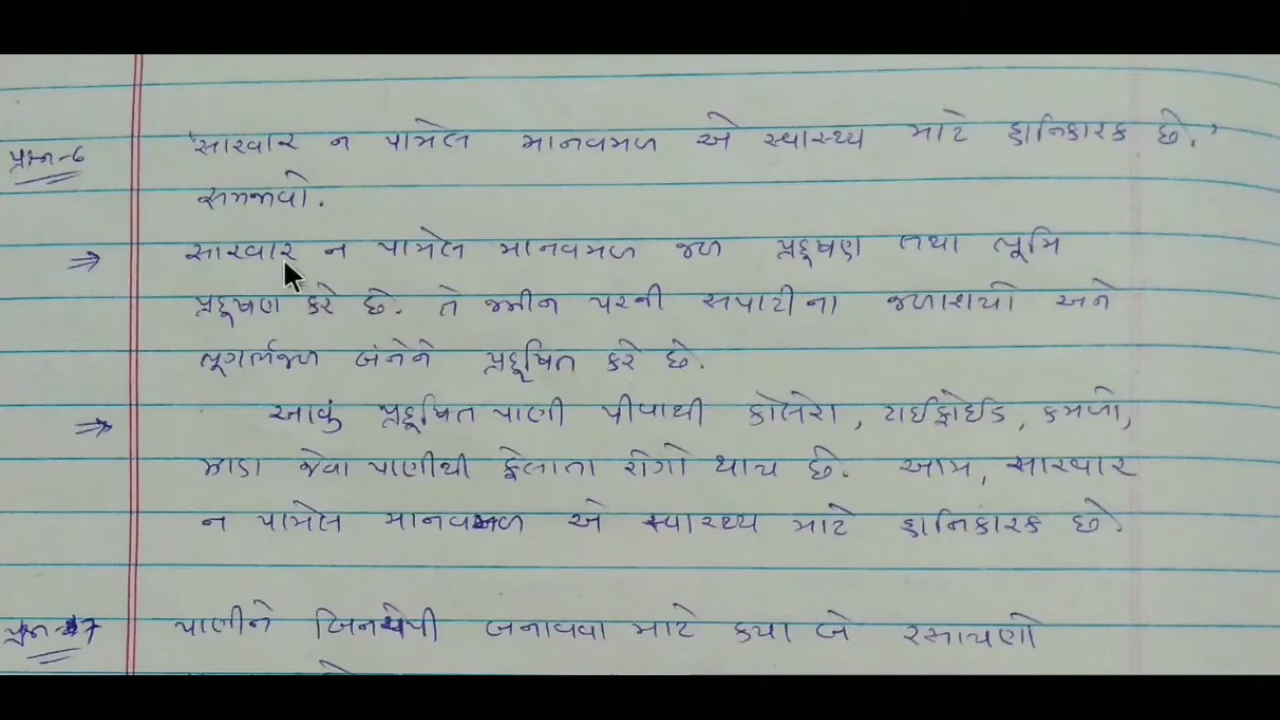 પ્રશ્ન-6 'સારવાર ન પામેલ માનવમળ એ સ્વાસ્થ્ય માટે હાનિકારક છે.'
સમજાવો.
⇒ સારવાર ન પામેલ માનવમળ જળ પ્રદૂષણ તથા ભૂમિ
પ્રદૂષણ કરે છે. તે જમીન પરની સપાટીના જળાશયો અને
ભૂગર્ભજળ બંનેને પ્રદૂષિત કરે છે.
⇒ આવું પ્રદૂષિત પાણી પીવાથી કોલેરા, ટાઈફોઈડ, કમળો,
ઝાડા જેવા પાણીથી ફેલાતા રોગો થાય છે. આમ, સારવાર
ન પામેલ માનવમળ એ સ્વાસ્થ્ય માટે હાનિકારક છે.
પ્રશ્ન-7 પાણીને બિનચેપી બનાવવા માટે કયા બે રસાયણો